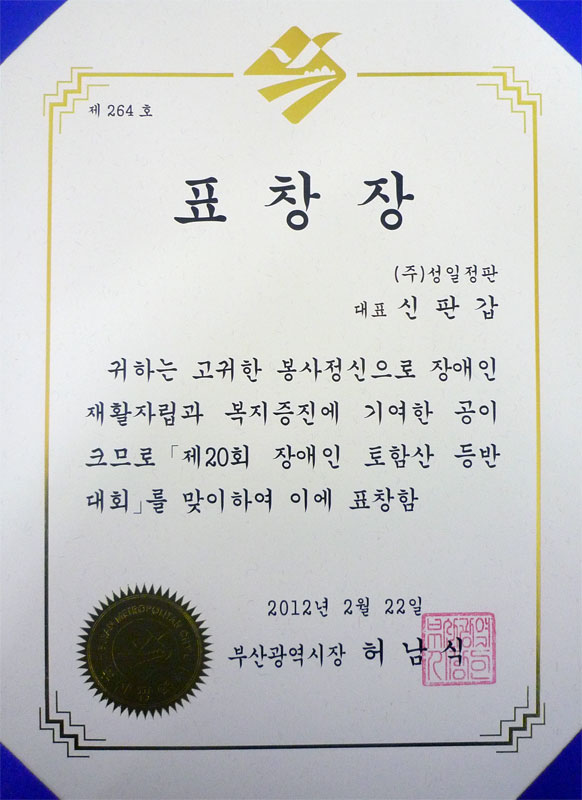 제 264 호
표 창 장
(주)성일정판
대표 신 판 갑
귀하는 고귀한 봉사정신으로 장애인
재활자립과 복지증진에 기여한 공이
크므로「제20회 장애인 토함산 등반
대회」를 맞이하여 이에 표창함
2012년 2월 22일
부산광역시장 허 남 식